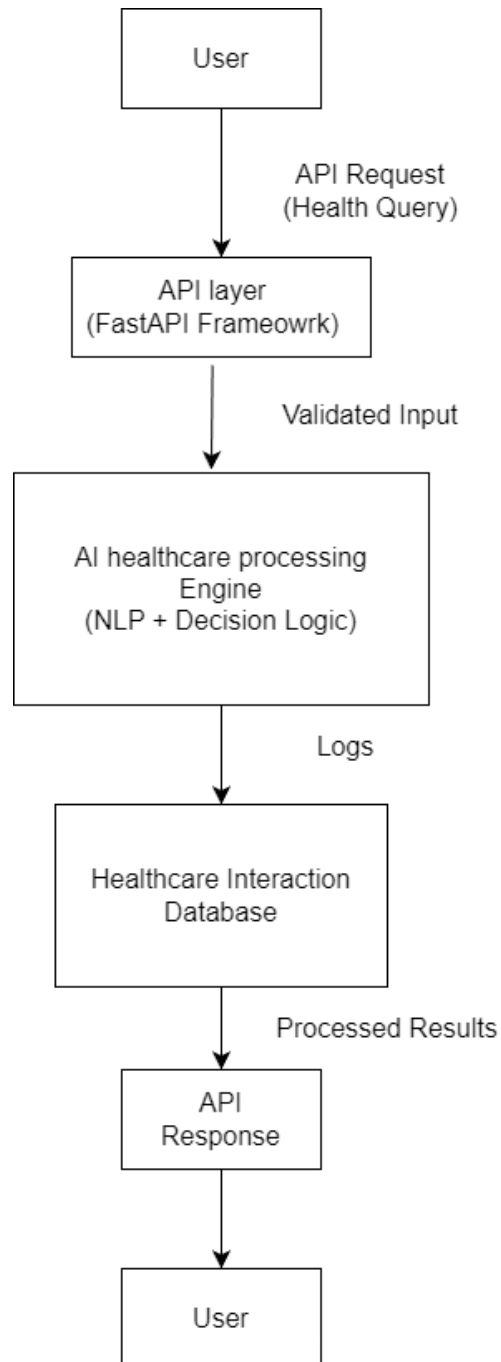 User
API Request
(Health Query)
API layer
(FastAPI Frameowrk)
Validated Input
AI healthcare processing
Engine
(NLP + Decision Logic)
Logs
Healthcare Interaction
Database
Processed Results
API
Response
User